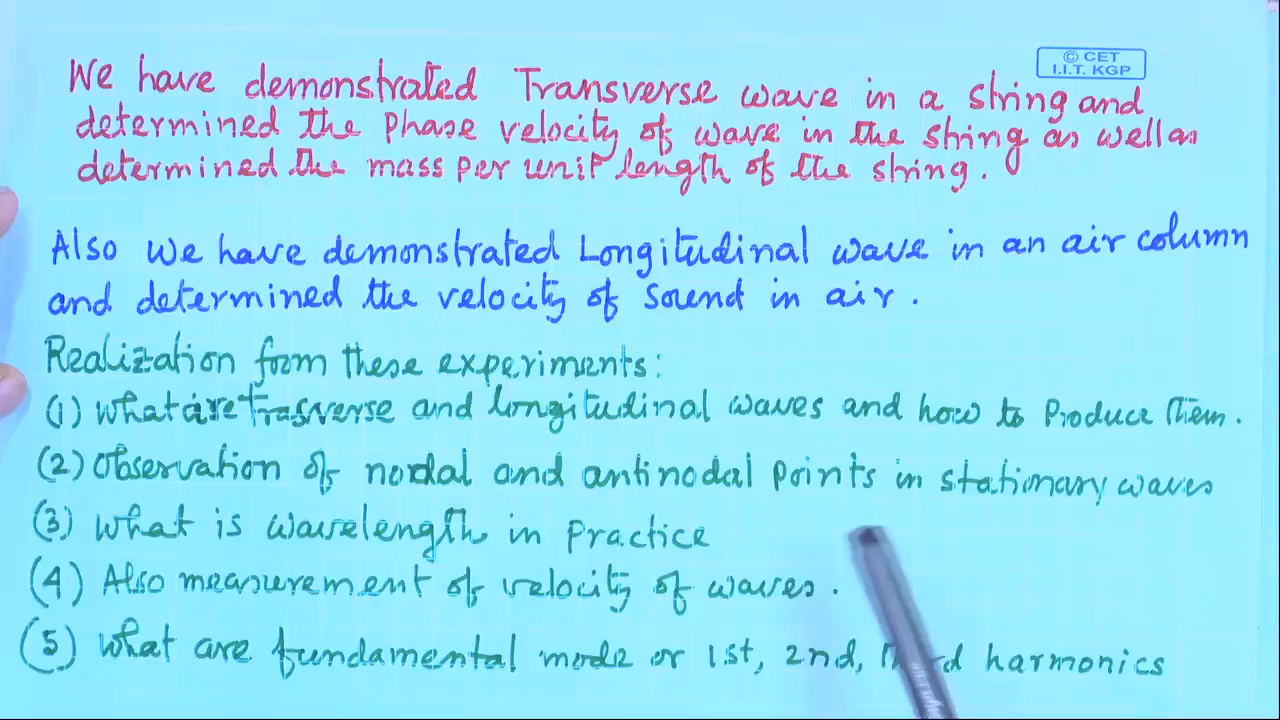 © CET
I.I.T. KGP
We have demonstrated Transverse wave in a string and
determined the phase velocity of wave in the string as well as
determined the mass per unit length of the string.
Also we have demonstrated Longitudinal wave in an air column
and determined the velocity of sound in air.
Realization from these experiments:
(1) what are trasverse and longitudinal waves and how to produce them.
(2) Observation of nodal and antinodal points in stationary waves
(3) what is wavelength in practice
(4) Also measurement of velocity of waves.
(5) what are fundamental mode or 1st, 2nd, harmonics